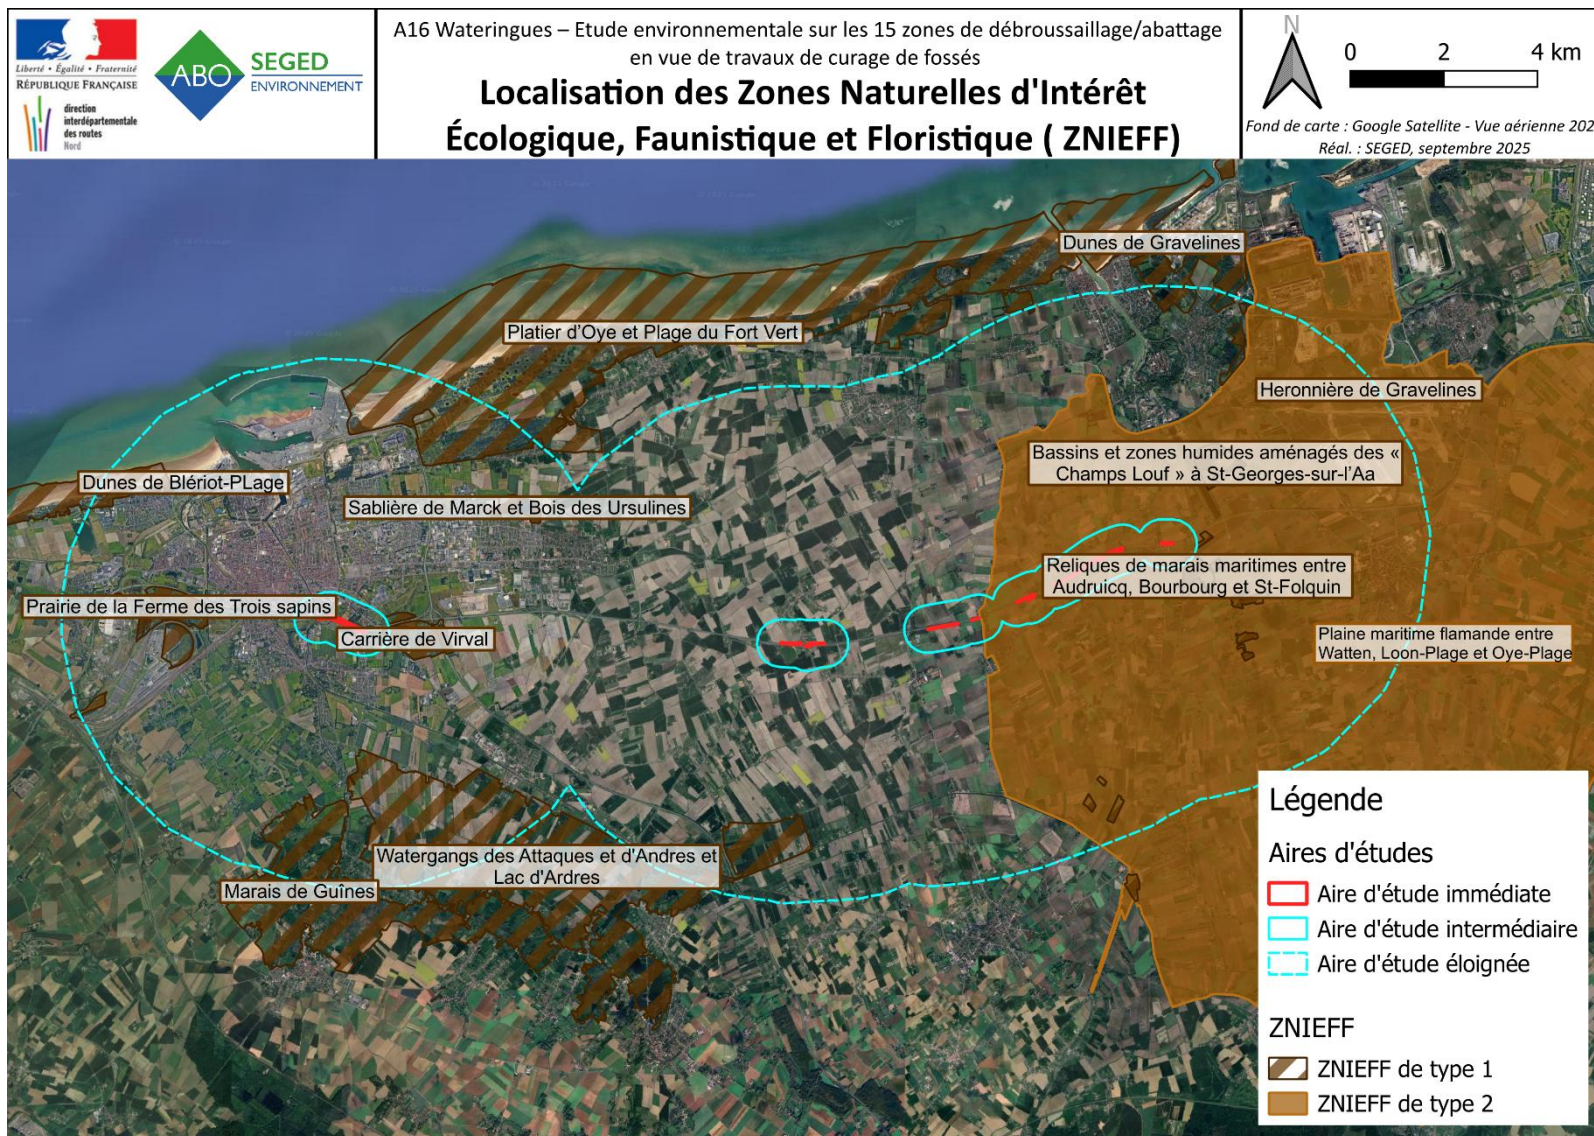 Liberté • Égalité • Fraternité
RÉPUBLIQUE FRANÇAISE
direction
interdépartementale
des routes
Nord
ABO
SEGED
ENVIRONNEMENT
A16 Wateringues – Etude environnementale sur les 15 zones de débroussaillage/abattage
en vue de travaux de curage de fossés
Localisation des Zones Naturelles d'Intérêt
Écologique, Faunistique et Floristique ( ZNIEFF)
N
0 2 4 km
Fond de carte : Google Satellite - Vue aérienne 202
Réal. : SEGED, septembre 2025
Dunes de Gravelines
Platier d'Oye et Plage du Fort Vert
Heronnière de Gravelines
Bassins et zones humides aménagés des «
Champs Louf » à St-Georges-sur-l'Aa
Dunes de Blériot-PLage
Sablière de Marck et Bois des Ursulines
Reliques de marais maritimes entre
Audruicq, Bourbourg et St-Folquin
Prairie de la Ferme des Trois sapins
Carrière de Virval
Plaine maritime flamande entre
Watten, Loon-Plage et Oye-Plage
Watergangs des Attaques et d'Andres et
Lac d'Ardres
Marais de Guînes
Légende
Aires d'études
Aire d'étude immédiate
Aire d'étude intermédiaire
Aire d'étude éloignée
ZNIEFF
ZNIEFF de type 1
ZNIEFF de type 2